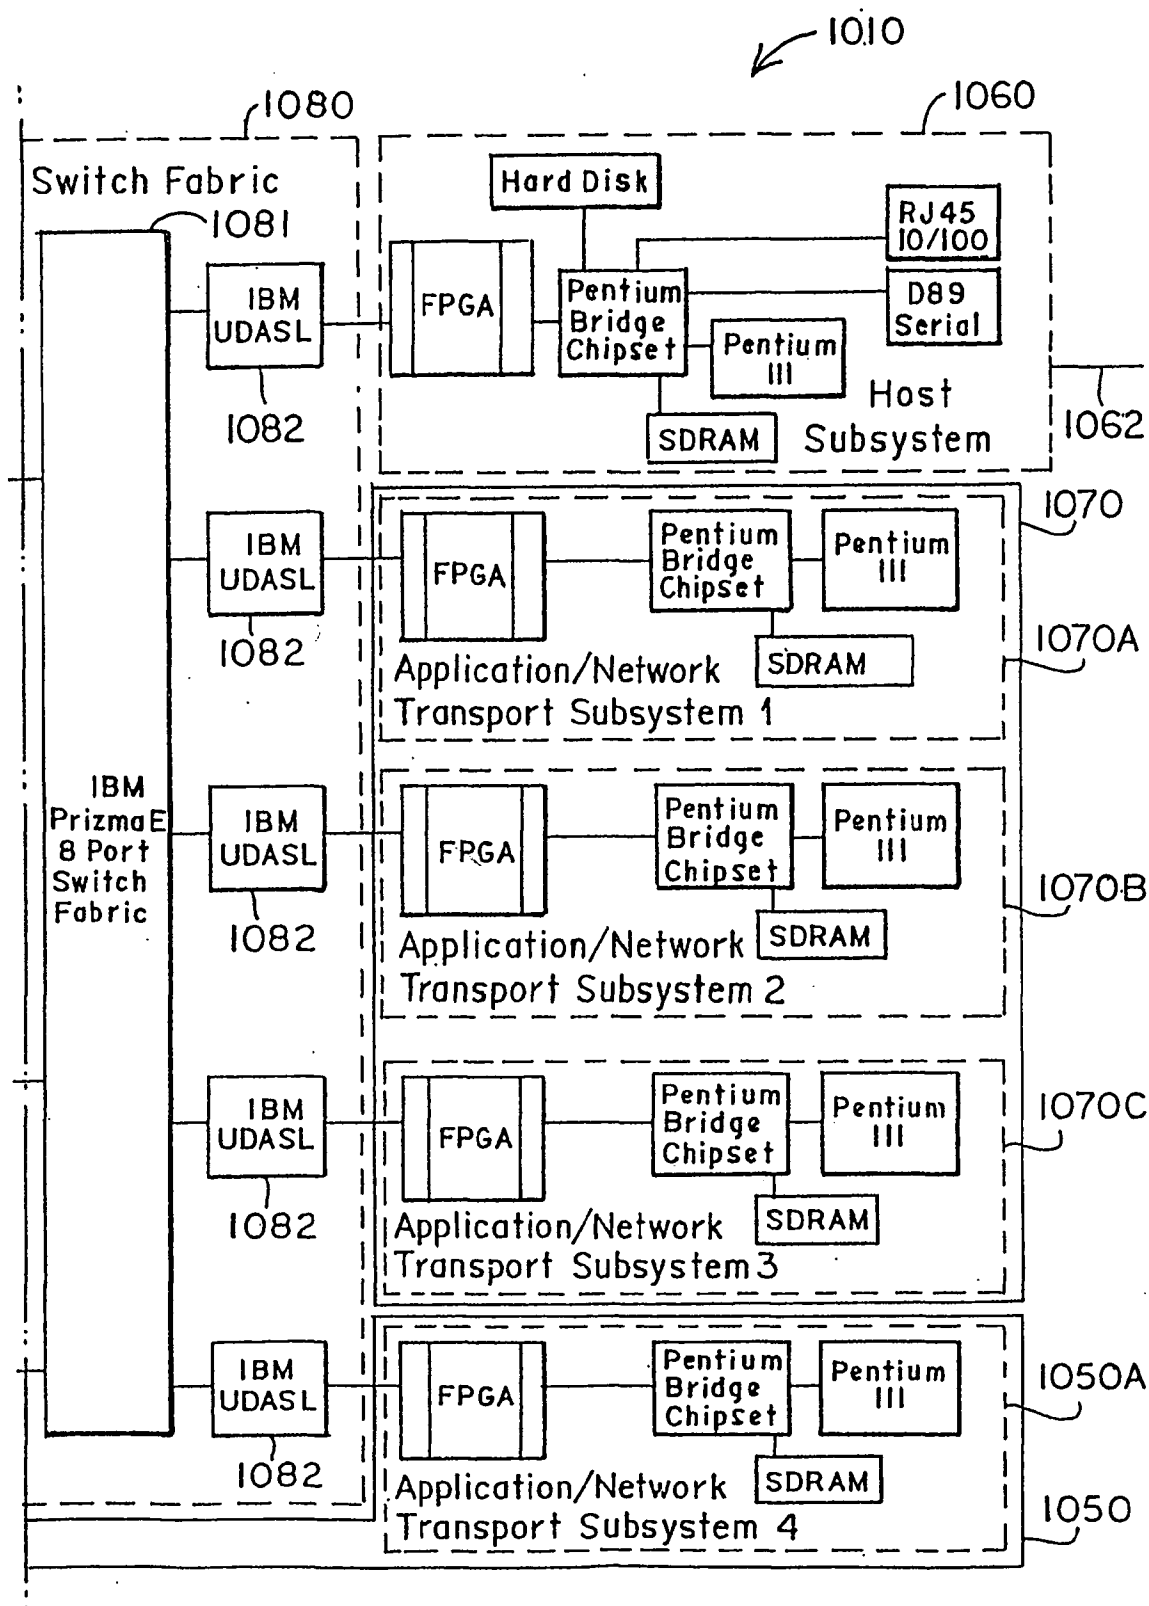 1010
1080
1060
Switch Fabric
1081
Hard Disk
RJ45
10/100
IBM
UDASL
FPGA
Pentium
Bridge
Chipset
D89
Serial
Pentium
III
1082
SDRAM
Host
Subsystem
1062
1070
IBM
UDASL
FPGA
Pentium
Bridge
Chipset
Pentium
III
1082
SDRAM
1070A
Application/Network
Transport Subsystem 1
IBM
PrizmaE
8 Port
Switch
Fabric
IBM
UDASL
FPGA
Pentium
Bridge
Chipset
Pentium
III
1070B
1082
SDRAM
Application/Network
Transport Subsystem 2
IBM
UDASL
FPGA
Pentium
Bridge
Chipset
Pentium
III
1070C
1082
SDRAM
Application/Network
Transport Subsystem 3
IBM
UDASL
FPGA
Pentium
Bridge
Chipset
Pentium
III
1050A
1082
SDRAM
Application/Network
Transport Subsystem 4
1050